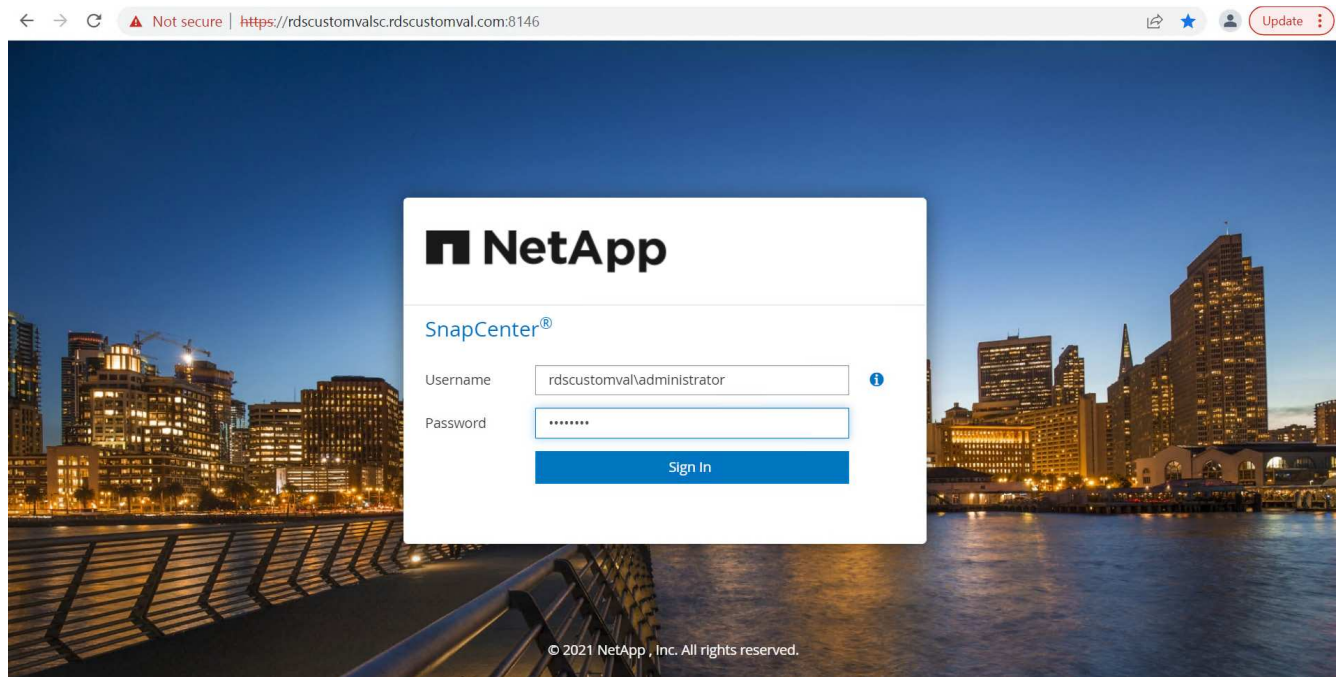 Not secure | https://rdscustomvalsc.rdscustomval.com:8146
Update
NetApp
SnapCenter®
Username rdscustomval\administrator
Password ••••••••
Sign In
© 2021 NetApp , Inc. All rights reserved.